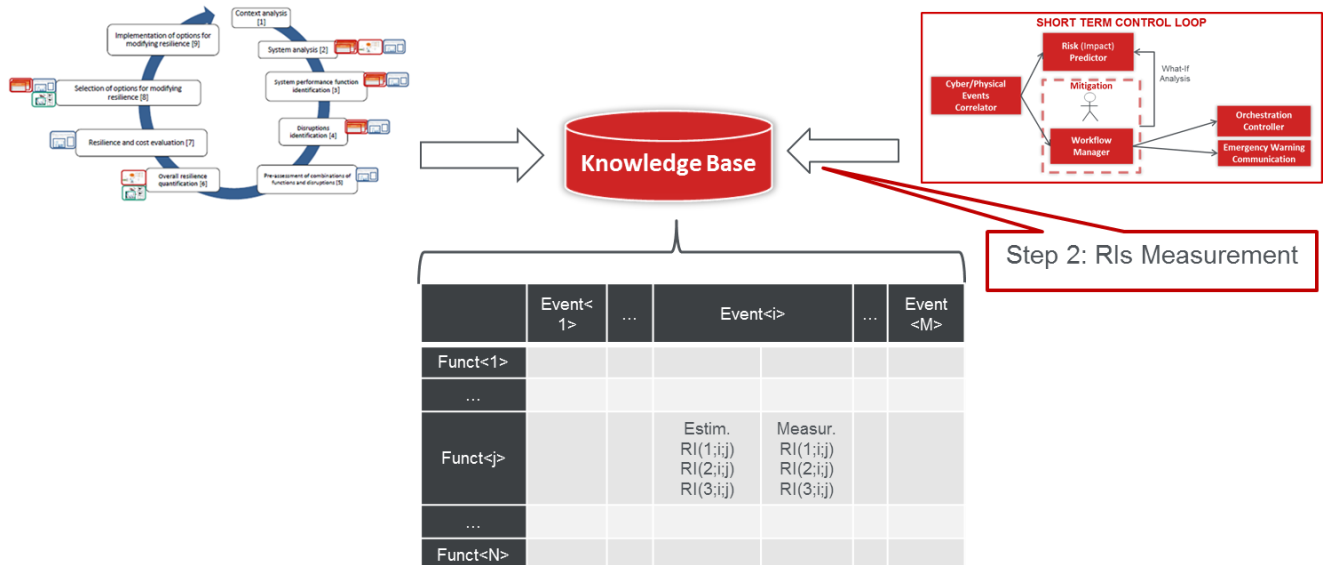 Context analysis
[1]
System analysis [2]
System performance function
identification [3]
Disruptions
identification [4]
Pre-assessment of combinations of
functions and disruptions [5]
Overall resilience
quantification [6]
Resilience and cost evaluation [7]
Selection of options for modifying
resilience [8]
Implementation of options for
modifying resilience [9]
Knowledge Base
SHORT TERM CONTROL LOOP
Risk (Impact)
Predictor
What-If
Analysis
Cyber/Physical
Events
Correlator
Mitigation
Workflow
Manager
Orchestration
Controller
Emergency Warning
Communication
Step 2: RIs Measurement
Event<
1>
...
Event<i>
...
Event
<M>
Funct<1>
...
Funct<j>
Estim.
RI(1;i;j)
RI(2;i;j)
RI(3;i;j)
Measur.
RI(1;i;j)
RI(2;i;j)
RI(3;i;j)
...
Funct<N>